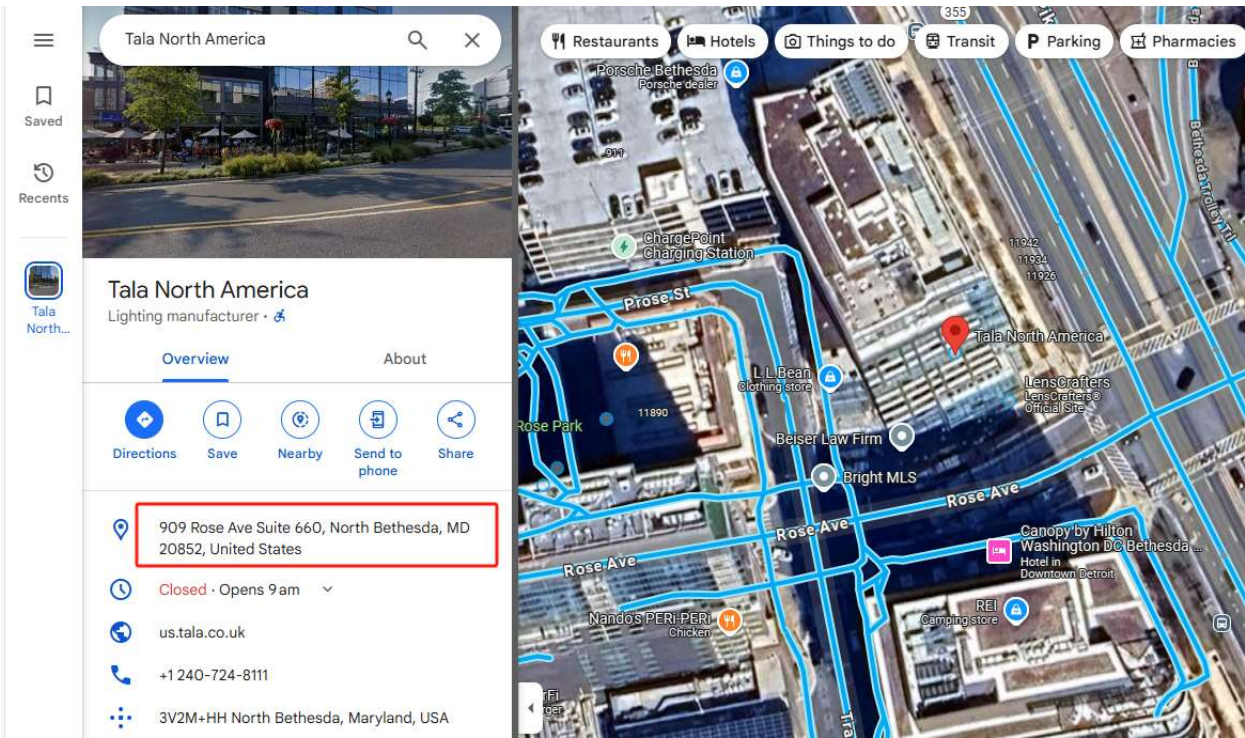 Tala North America
Saved
Recents
Tala
North...
Tala North America
Lighting manufacturer ·
Overview
About
Directions
Save
Nearby
Send to
phone
Share
909 Rose Ave Suite 660, North Bethesda, MD
20852, United States
Closed · Opens 9 am
us.tala.co.uk
+1 240-724-8111
3V2M+HH North Bethesda, Maryland, USA
355
Restaurants
Hotels
Things to do
Transit
Parking
Pharmacies
Porsche Bethesda
Porsche dealer
911
Bethesda Trolley Trl
ChargePoint
Charging Station
11942
11934
11926
Prose St
Tala North America
L.L.Bean
Clothing store
LensCrafters
LensCrafters®
Official Site
11890
Rose Park
Beiser Law Firm
Bright MLS
Rose Ave
Rose Ave
Rose Ave
Canopy by Hilton
Washington DC Bethesda ...
Hotel in
Downtown Detroit
REI
Camping store
Nando's PERi-PERi
Chicken